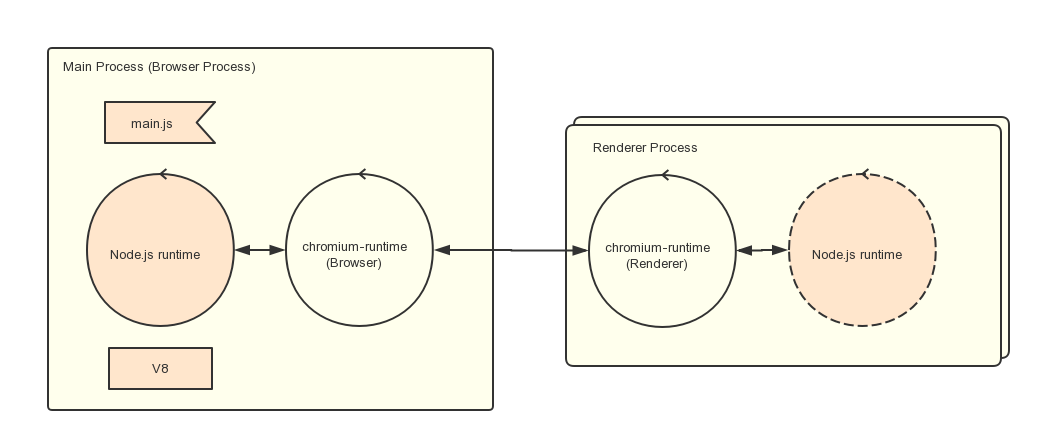 Main Process (Browser Process)
main.js
Node.js runtime
chromium-runtime
(Browser)
V8
Renderer Process
chromium-runtime
(Renderer)
Node.js runtime